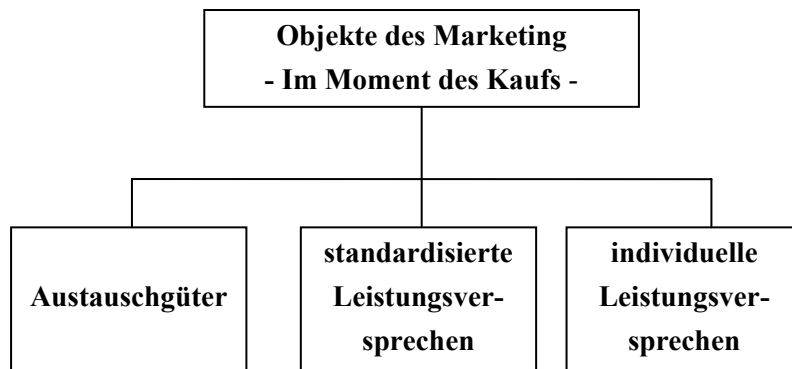 Objekte des Marketing
- Im Moment des Kaufs -
Austauschgüter
standardisierte
Leistungsver-
sprechen
individuelle
Leistungsver-
sprechen